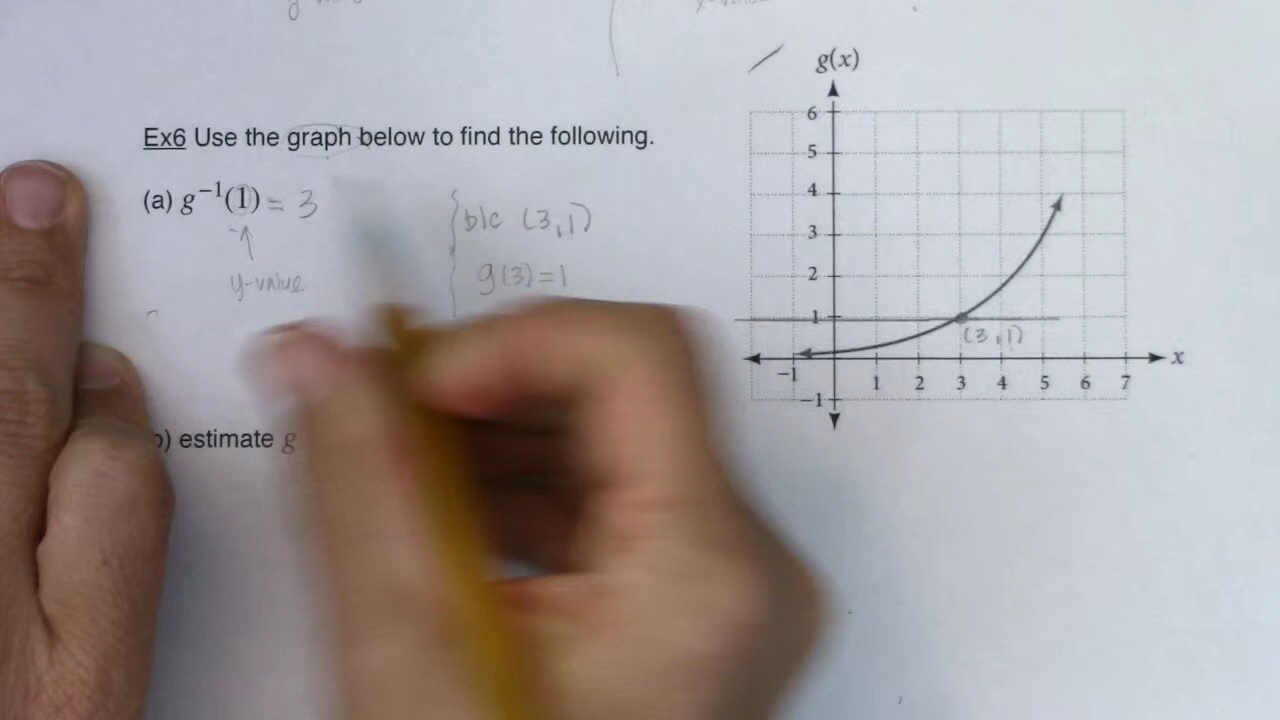 Ex6 Use the graph below to find the following.
(a) g⁻¹(1) = 3
y-value
b/c (3,1)
g(3)=1
estimate g
g(x)
6
5
4
3
2
1
(3,1)
x
-1 1 2 3 4 5 6 7
-1